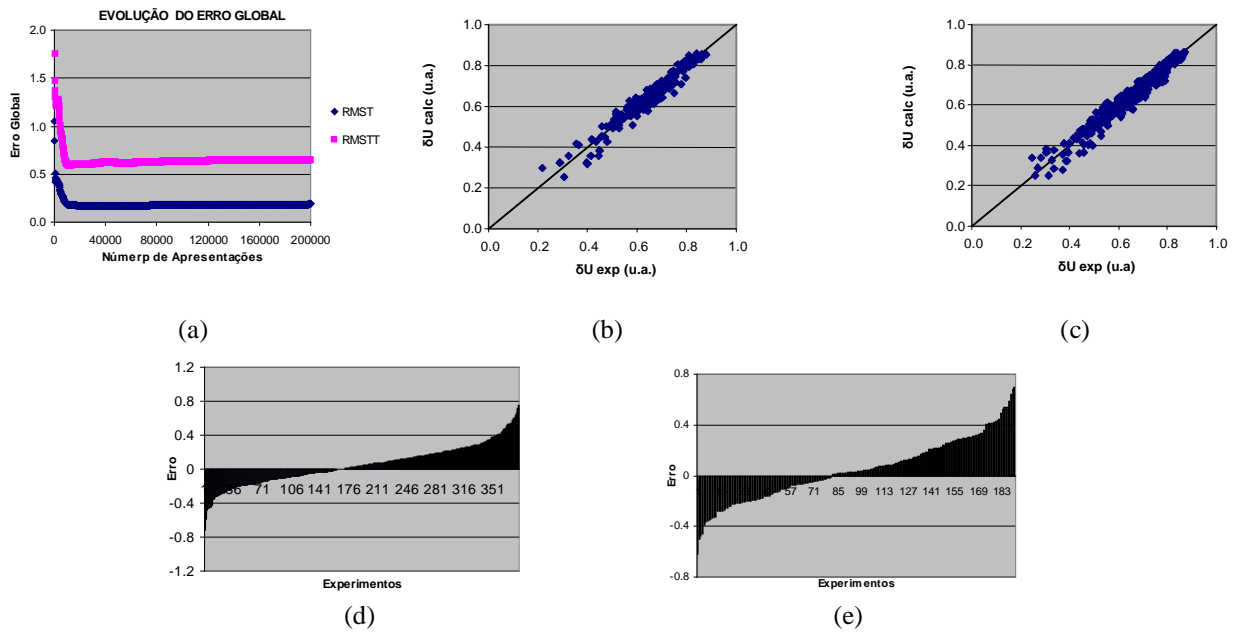 EVOLUÇÃO DO ERRO GLOBAL
2.0
1.5
1.0
0.5
0.0
Erro Global
0 40000 80000 120000 160000 200000
Númerp de Apresentações
RMST
RMSTT
(a)
1.0
0.8
0.6
0.4
0.2
0.0
δU calc (u.a.)
0.0 0.2 0.4 0.6 0.8 1.0
δU exp (u.a.)
(b)
1.0
0.8
0.6
0.4
0.2
0.0
δU calc (u.a.)
0.0 0.2 0.4 0.6 0.8 1.0
δU exp (u.a)
(c)
1.2
0.8
0.4
0
-0.4
-0.8
-1.2
Erro
71 106 141 176 211 246 281 316 351
Experimentos
(d)
0.8
0.4
0
-0.4
-0.8
Erro
57 71 85 99 113 127 141 155 169 183
Experimentos
(e)